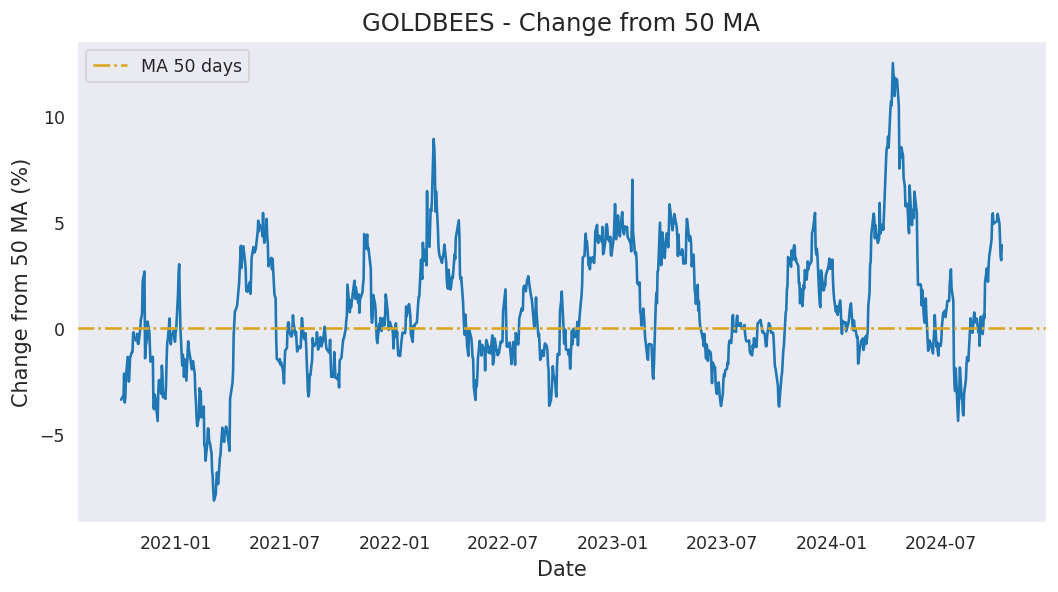 GOLDBEES - Change from 50 MA
MA 50 days
Change from 50 MA (%)
10
5
0
−5
2021-01 2021-07 2022-01 2022-07 2023-01 2023-07 2024-01 2024-07
Date